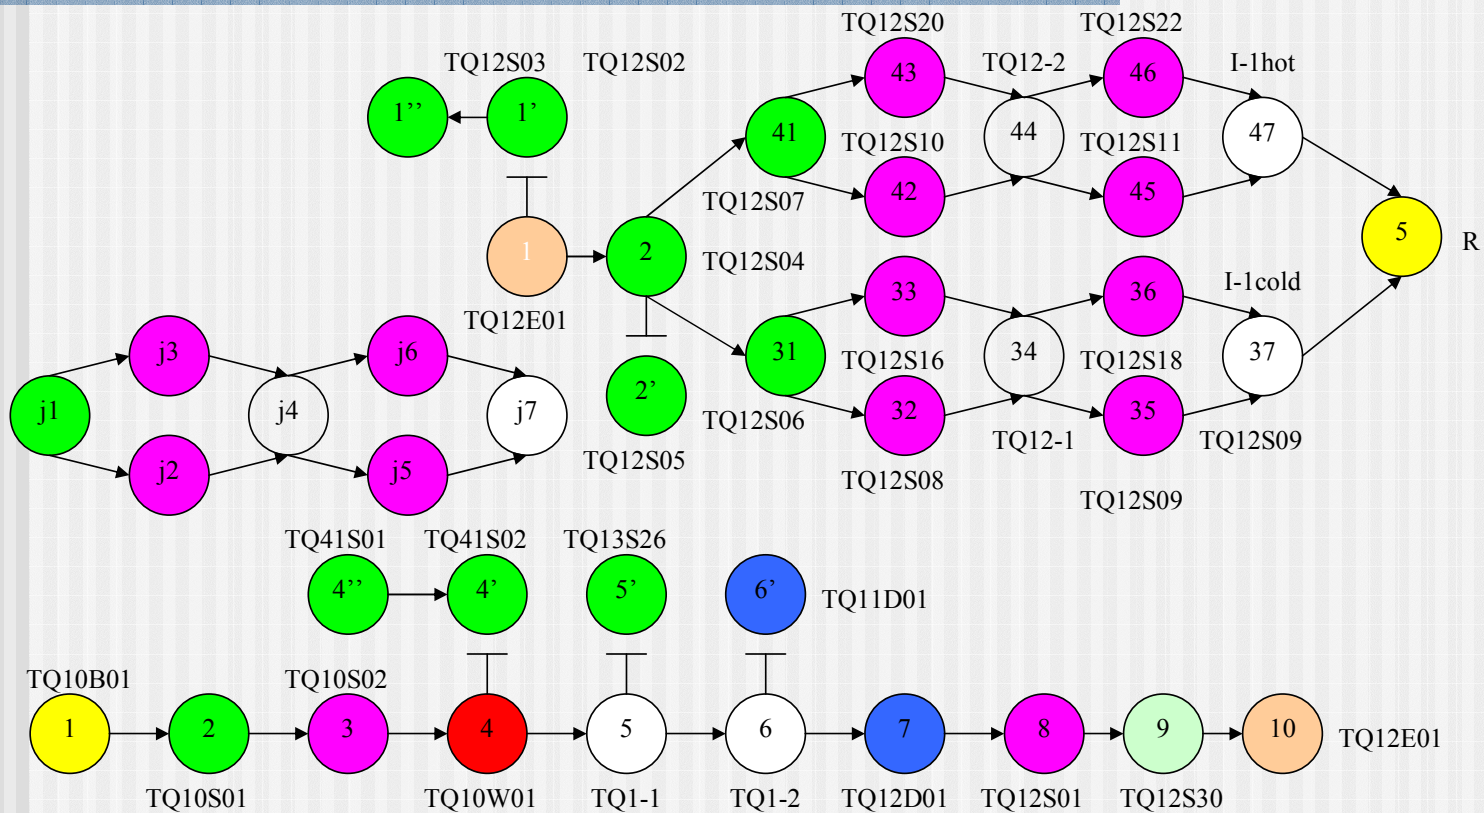 TQ12S20
TQ12S22
TQ12S03
TQ12S02
43
TQ12-2
46
I-1hot
1’’
1’
41
TQ12S10
44
TQ12S11
47
42
45
TQ12S07
1
2
TQ12S04
5
R
33
36
I-1cold
TQ12E01
j3
j6
31
TQ12S16
34
TQ12S18
37
j1
j4
j7
2’
TQ12S06
32
TQ12-1
35
TQ12S09
TQ12S05
j2
j5
TQ12S08
TQ12S09
TQ41S01
TQ41S02
TQ13S26
4’’
4’
5’
6’
TQ11D01
TQ10B01
TQ10S02
1
2
3
4
5
6
7
8
9
10
TQ12E01
TQ10S01
TQ10W01
TQ1-1
TQ1-2
TQ12D01
TQ12S01
TQ12S30